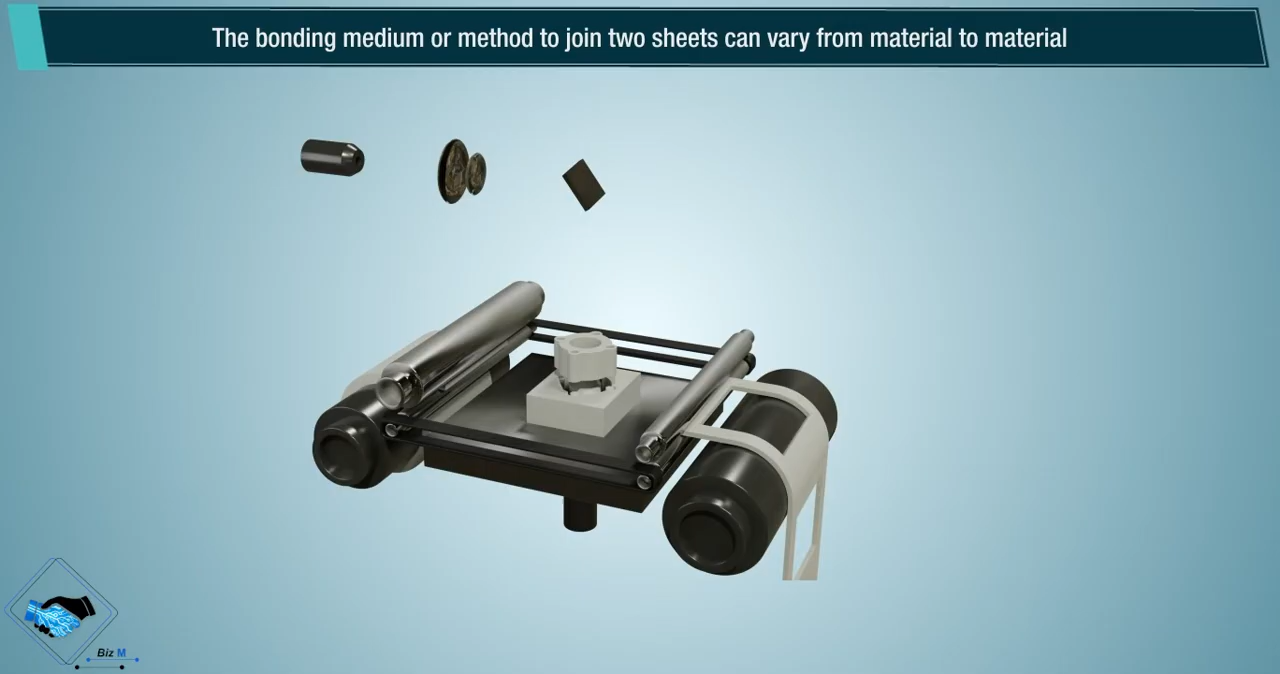 The bonding medium or method to join two sheets can vary from material to material
Biz M